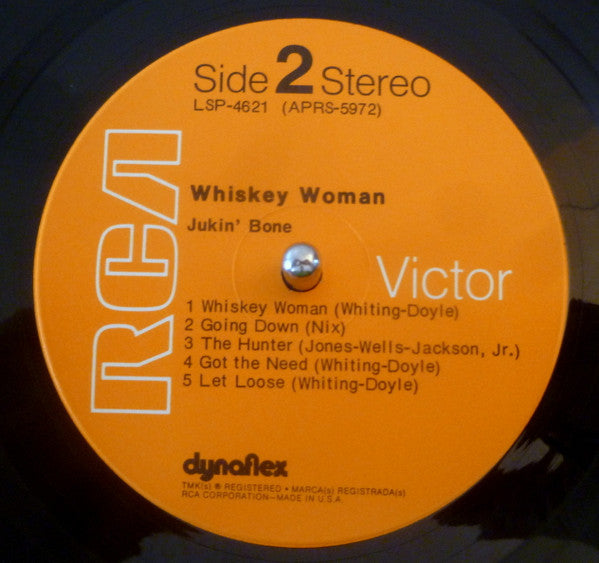 Side 2 Stereo
LSP-4621 (APRS-5972)
RCA
Whiskey Woman
Jukin' Bone
Victor
1 Whiskey Woman (Whiting-Doyle)
2 Going Down (Nix)
3 The Hunter (Jones-Wells-Jackson, Jr.)
4 Got the Need (Whiting-Doyle)
5 Let Loose (Whiting-Doyle)
dynaflex
TMK(s) ® REGISTERED • MARCA(s) REGISTRADA(s)
RCA CORPORATION—MADE IN U.S.A.